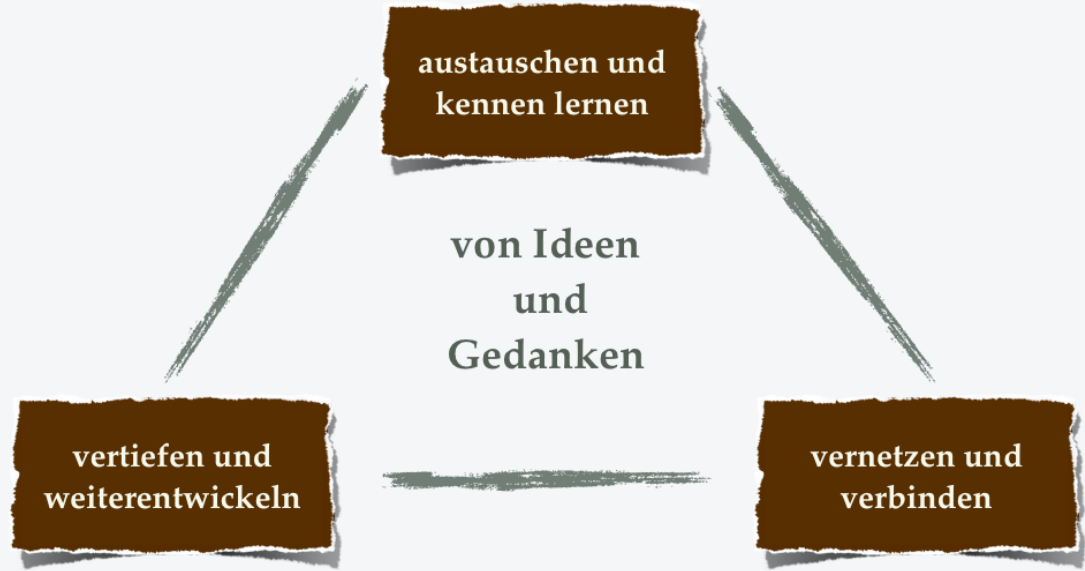 austauschen und
kennen lernen
von Ideen
und
Gedanken
vertiefen und
weiterentwickeln
vernetzen und
verbinden